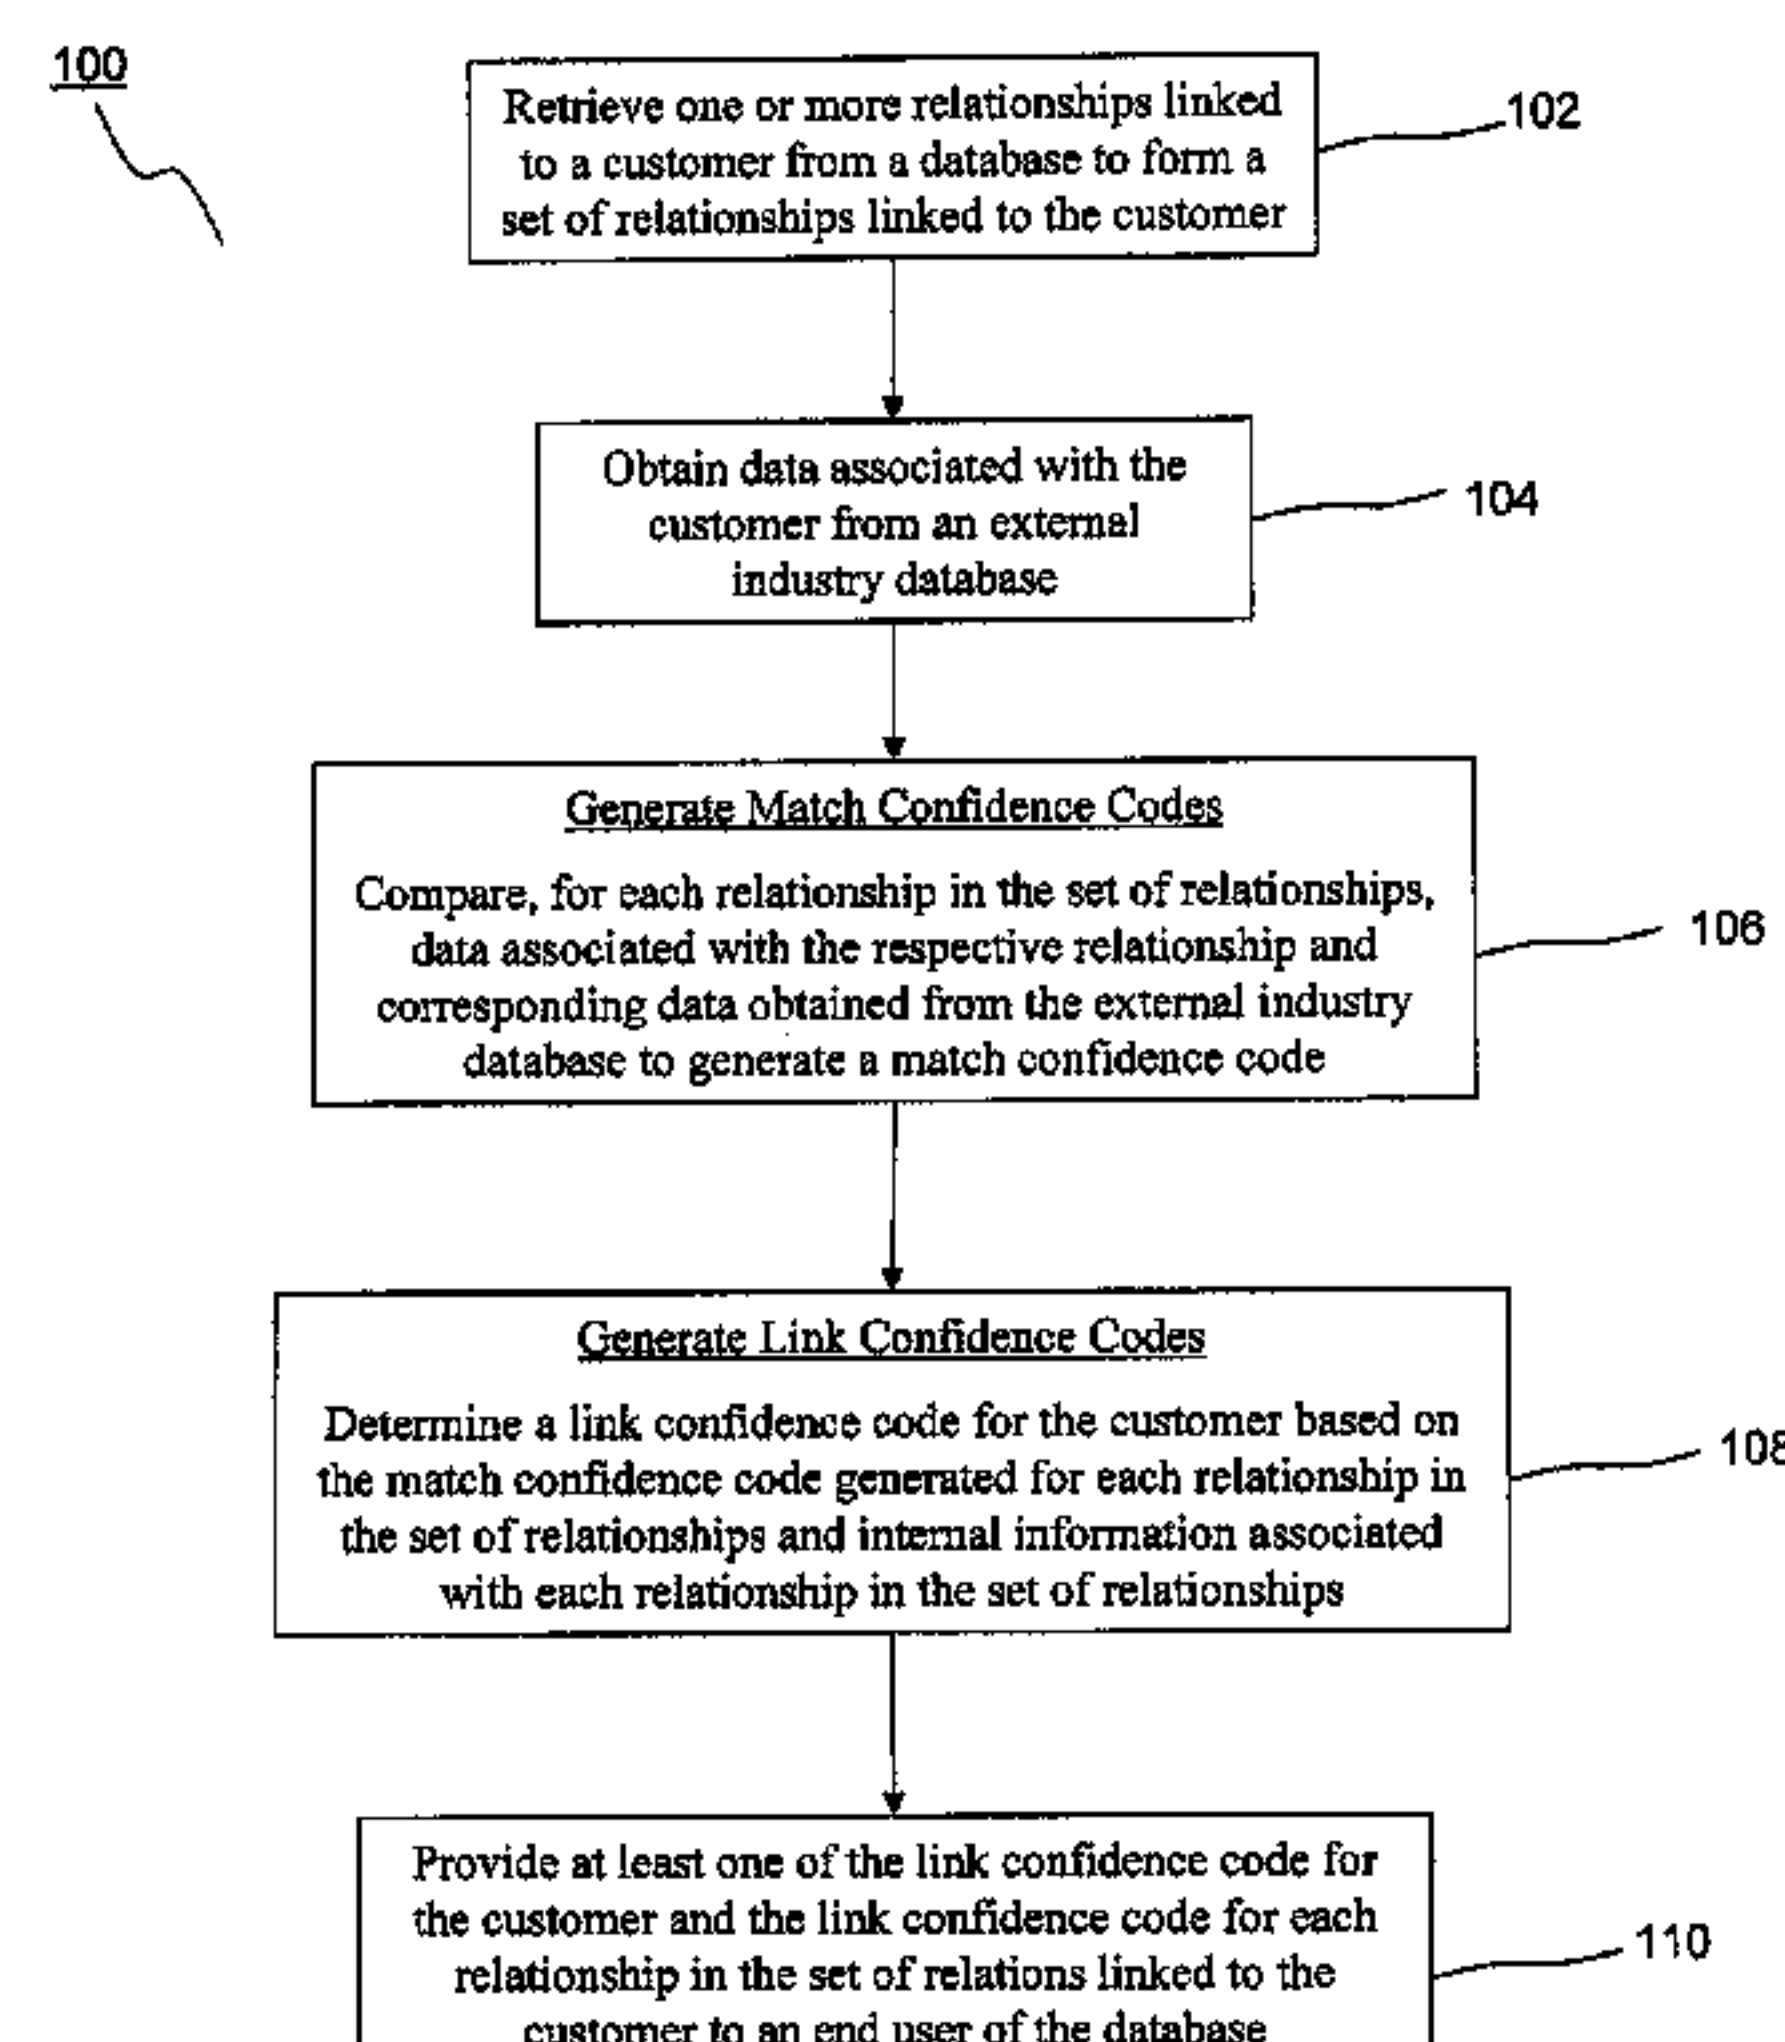 100
Retrieve one or more relationships linked
to a customer from a database to form a
set of relationships linked to the customer
102
Obtain data associated with the
customer from an external
industry database
104
Generate Match Confidence Codes
Compare, for each relationship in the set of relationships,
data associated with the respective relationship and
corresponding data obtained from the external industry
database to generate a match confidence code
106
Generate Link Confidence Codes
Determine a link confidence code for the customer based on
the match confidence code generated for each relationship in
the set of relationships and internal information associated
with each relationship in the set of relationships
108
Provide at least one of the link confidence code for
the customer and the link confidence code for each
relationship in the set of relations linked to the
customer to an end user of the database
110